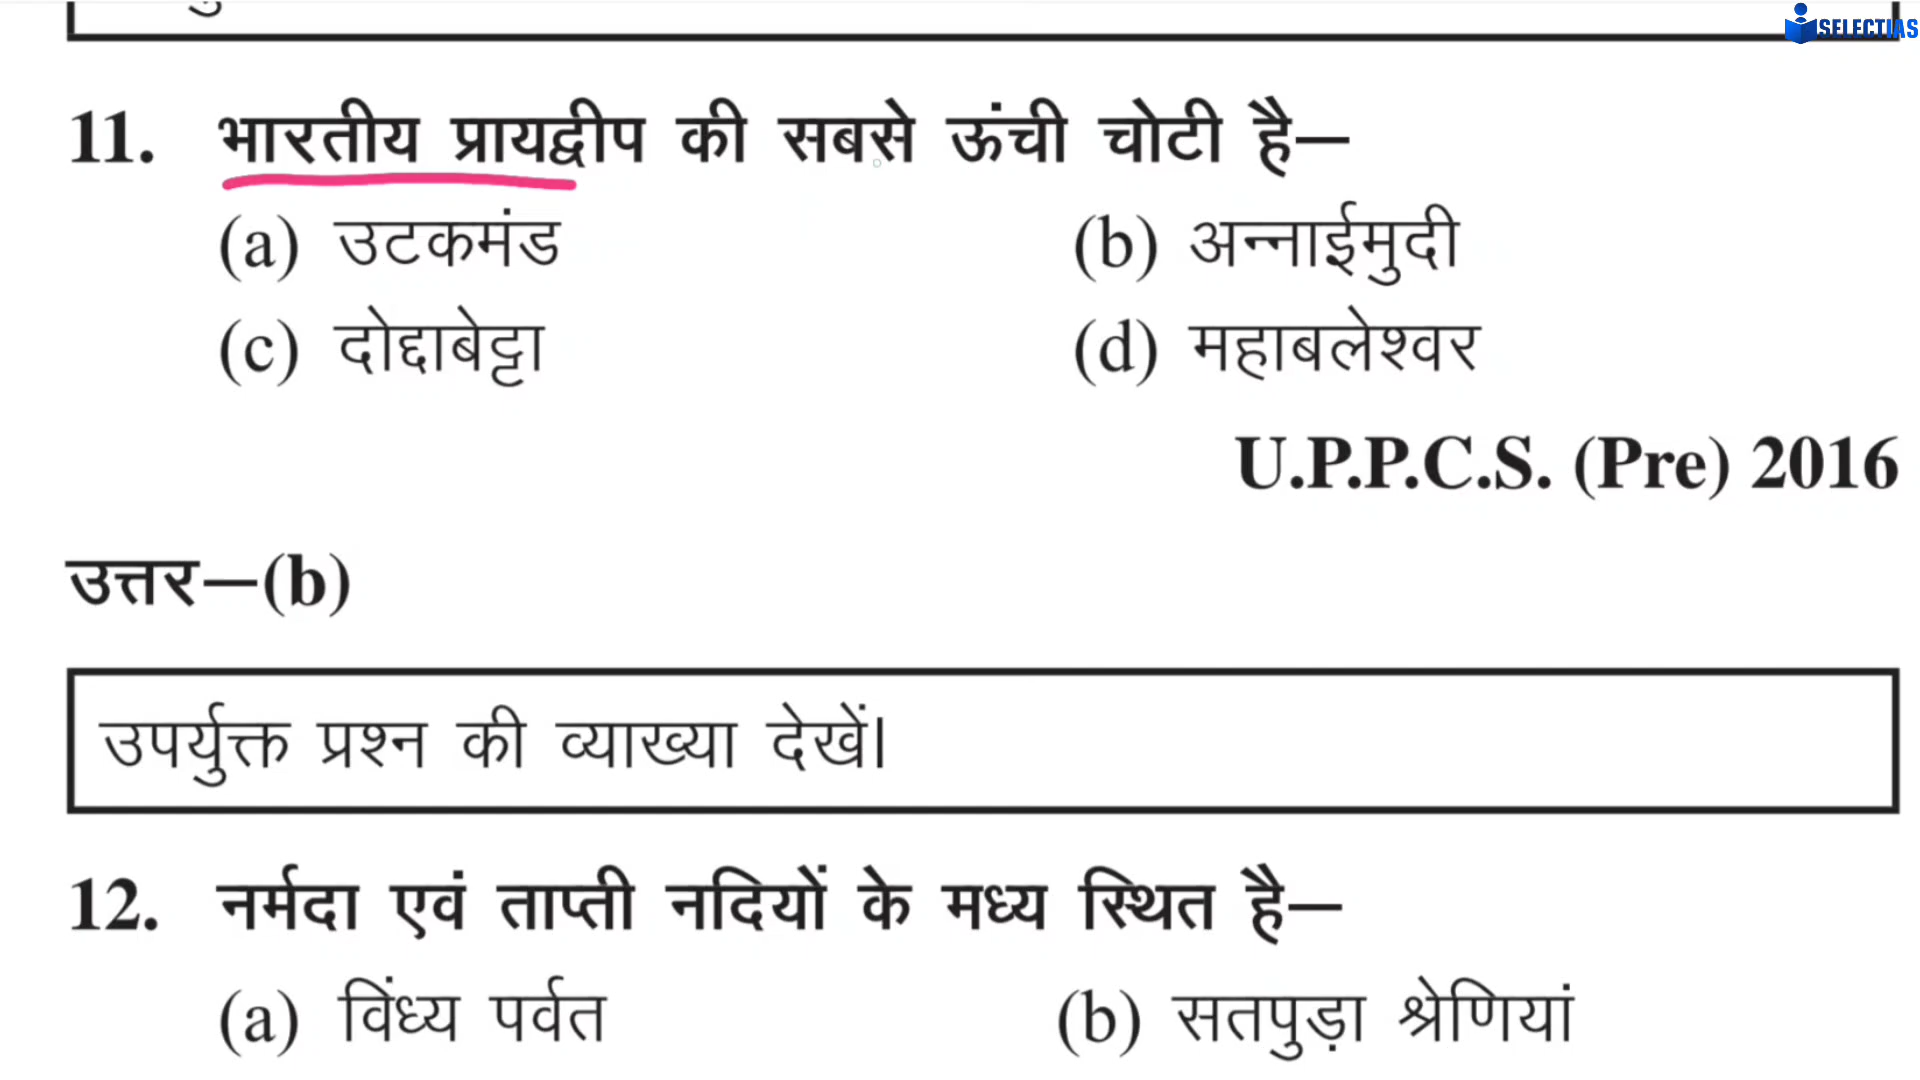 SELECTIAS
11. भारतीय प्रायद्वीप की सबसे ऊंची चोटी है—
(a) उटकमंड (b) अन्नाईमुदी
(c) दोद्दाबेट्टा (d) महाबलेश्वर
U.P.P.C.S. (Pre) 2016
उत्तर—(b)
उपर्युक्त प्रश्न की व्याख्या देखें।
12. नर्मदा एवं ताप्ती नदियों के मध्य स्थित है—
(a) विंध्य पर्वत (b) सतपुड़ा श्रेणियां